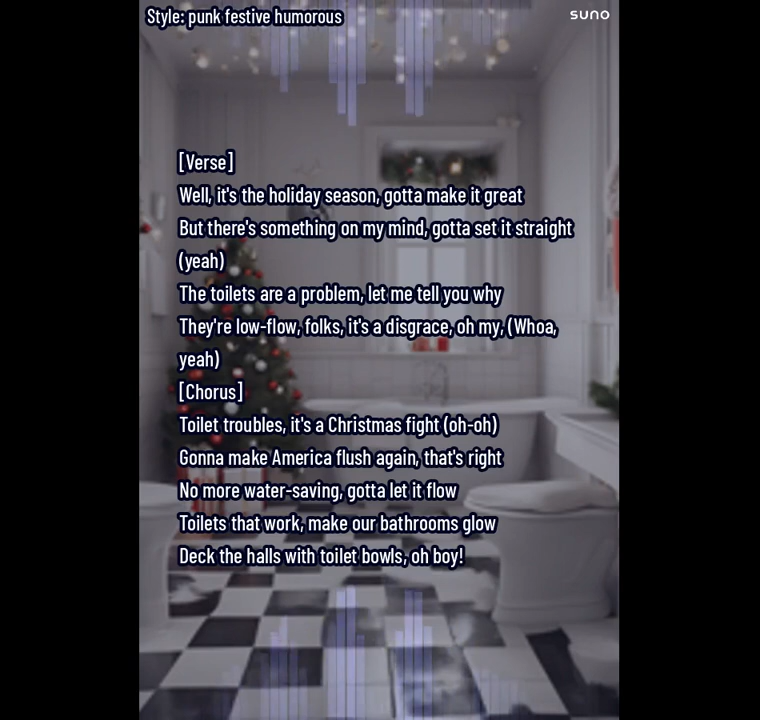 Style: punk festive humorous
suno
[Verse]
Well, it's the holiday season, gotta make it great
But there's something on my mind, gotta set it straight
(yeah)
The toilets are a problem, let me tell you why
They're low-flow, folks, it's a disgrace, oh my, (Whoa,
yeah)
[Chorus]
Toilet troubles, it's a Christmas fight (oh-oh)
Gonna make America flush again, that's right
No more water-saving, gotta let it flow
Toilets that work, make our bathrooms glow
Deck the halls with toilet bowls, oh boy!